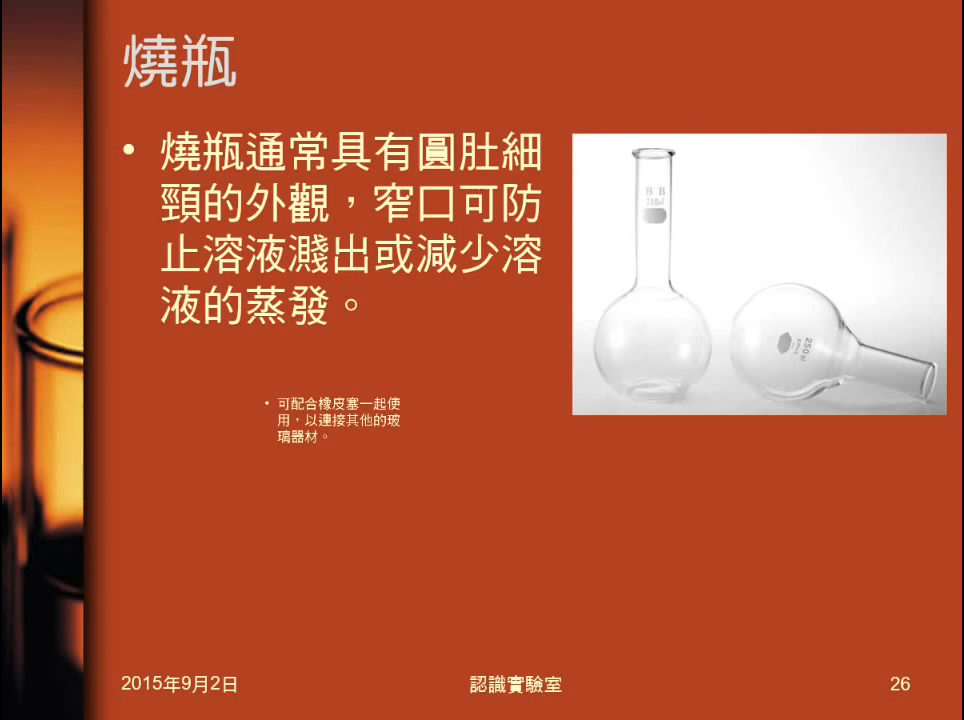 燒瓶
• 燒瓶通常具有圓肚細
頸的外觀，窄口可防
止溶液濺出或減少溶
液的蒸發。
B B
250ml
250ml
• 可配合橡皮塞一起使
用，以連接其他的玻
璃器材。
2015年9月2日
認識實驗室
26